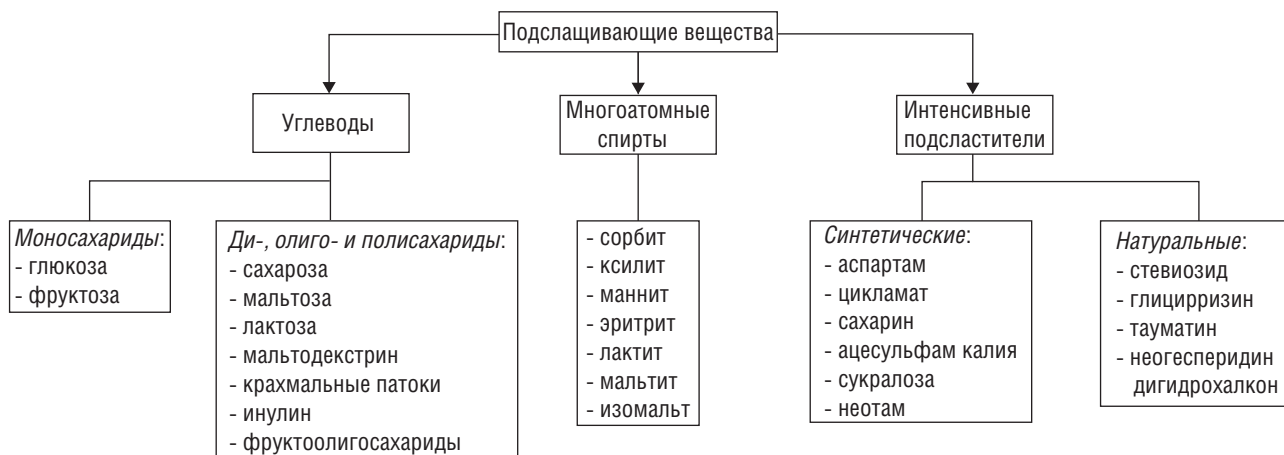 Подслащивающие вещества
Углеводы
Многоатомные
спирты
Интенсивные
подсластители
Моносахариды:
- глюкоза
- фруктоза
Ди-, олиго- и полисахариды:
- сахароза
- мальтоза
- лактоза
- мальтодекстрин
- крахмальные патоки
- инулин
- фруктоолигосахариды
- сорбит
- ксилит
- маннит
- эритрит
- лактит
- мальтит
- изомальт
Синтетические:
- аспартам
- цикламат
- сахарин
- ацесульфам калия
- сукралоза
- неотам
Натуральные:
- стевиозид
- глицирризин
- тауматин
- неогесперидин
дигидрохалкон